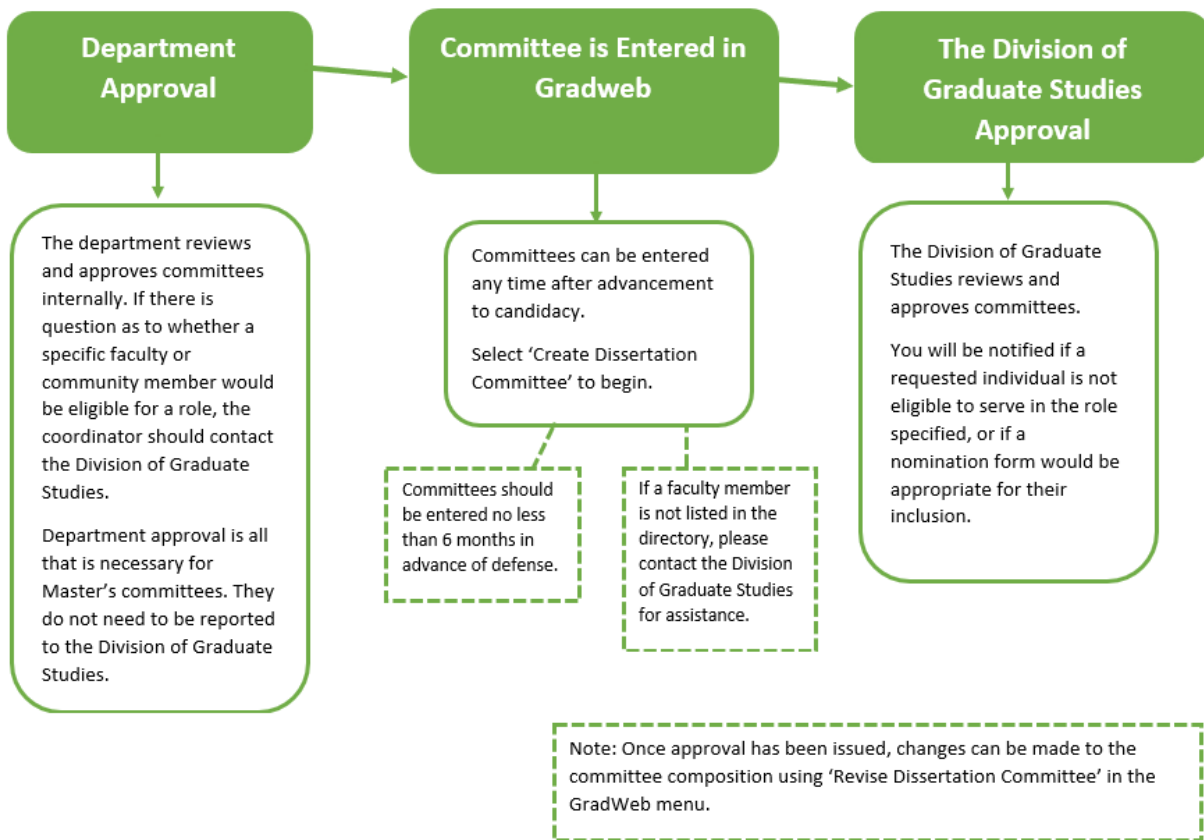 Department
Approval
Committee is Entered in
Gradweb
The Division of
Graduate Studies
Approval
The department reviews
and approves committees
internally. If there is
question as to whether a
specific faculty or
community member would
be eligible for a role, the
coordinator should contact
the Division of Graduate
Studies.
Department approval is all
that is necessary for
Master’s committees. They
do not need to be reported
to the Division of Graduate
Studies.
Committees can be entered
any time after advancement
to candidacy.
Select ‘Create Dissertation
Committee’ to begin.
Committees should
be entered no less
than 6 months in
advance of defense.
If a faculty member
is not listed in the
directory, please
contact the Division
of Graduate Studies
for assistance.
The Division of Graduate
Studies reviews and
approves committees.
You will be notified if a
requested individual is not
eligible to serve in the role
specified, or if a
nomination form would be
appropriate for their
inclusion.
Note: Once approval has been issued, changes can be made to the
committee composition using ‘Revise Dissertation Committee’ in the
GradWeb menu.